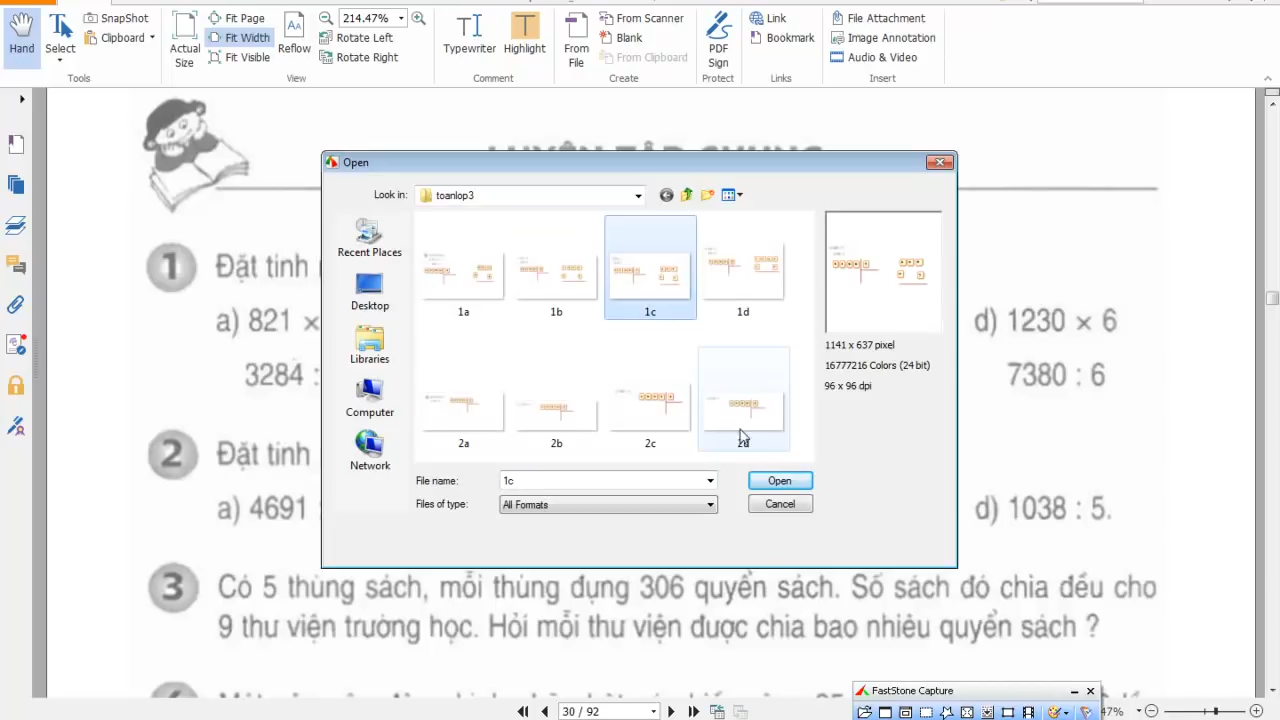 SnapShot
Clipboard
Hand
Select
Tools
Actual Size
Fit Page
Fit Width
Fit Visible
Reflow
214.47%
Rotate Left
Rotate Right
View
Typewriter
Highlight
Comment
From File
From Scanner
Blank
From Clipboard
Create
PDF Sign
Protect
Link
Bookmark
Links
File Attachment
Image Annotation
Audio & Video
Insert
Open
Look in:
toanlop3
Recent Places
Desktop
Libraries
Computer
Network
1a
1b
1c
1d
2a
2b
2c
1141 x 637 pixel
16777216 Colors (24 bit)
96 x 96 dpi
File name:
1c
Open
Files of type:
All Formats
Cancel
1 Đặt tính
a) 821 ×
d) 1230 × 6
3284 :
7380 : 6
2 Đặt tính
a) 4691
d) 1038 : 5.
3 Có 5 thùng sách, mỗi thùng đựng 306 quyển sách. Số sách đó chia đều cho
9 thư viện trường học. Hỏi mỗi thư viện được chia bao nhiêu quyển sách ?
FastStone Capture
30 / 92
47%